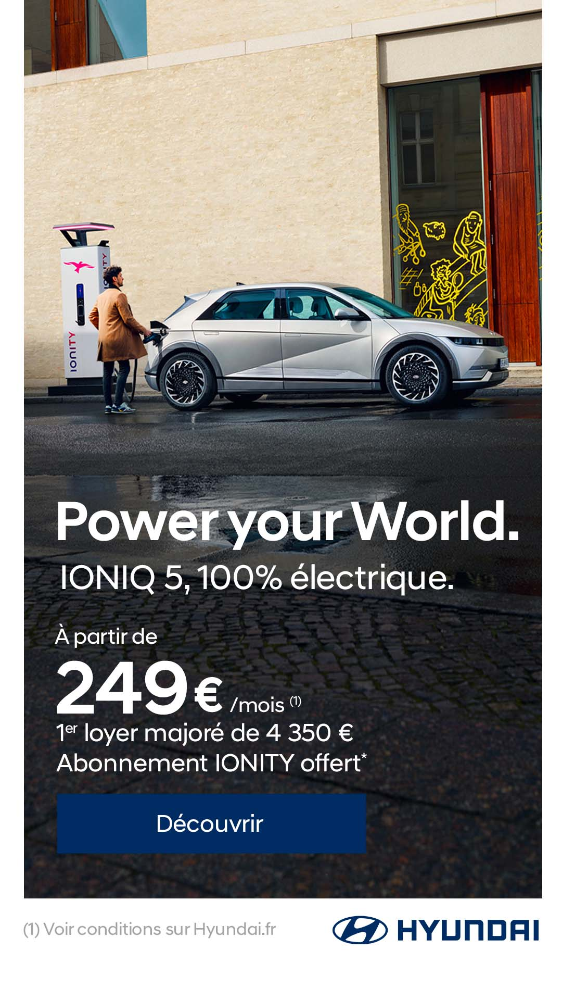 IONITY
IONITY
Power your World.
IONIQ 5, 100% électrique.
À partir de
249 € /mois (1)
1er loyer majoré de 4 350 €
Abonnement IONITY offert*
Découvrir
(1) Voir conditions sur Hyundai.fr
HYUNDAI